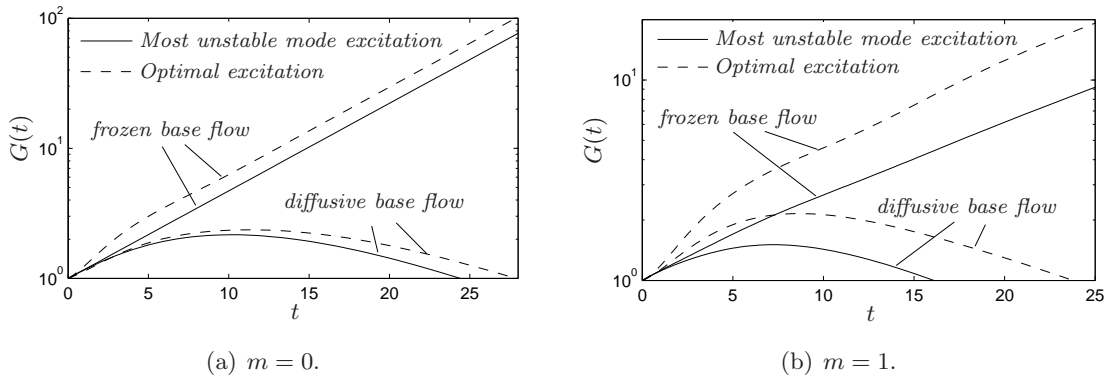 10^2
Most unstable mode excitation
Optimal excitation
10^1
frozen base flow
G(t)
diffusive base flow
10^0
0 5 10 15 20 25
t
(a) m = 0.
Most unstable mode excitation
Optimal excitation
10^1
frozen base flow
G(t)
diffusive base flow
10^0
0 5 10 15 20 25
t
(b) m = 1.